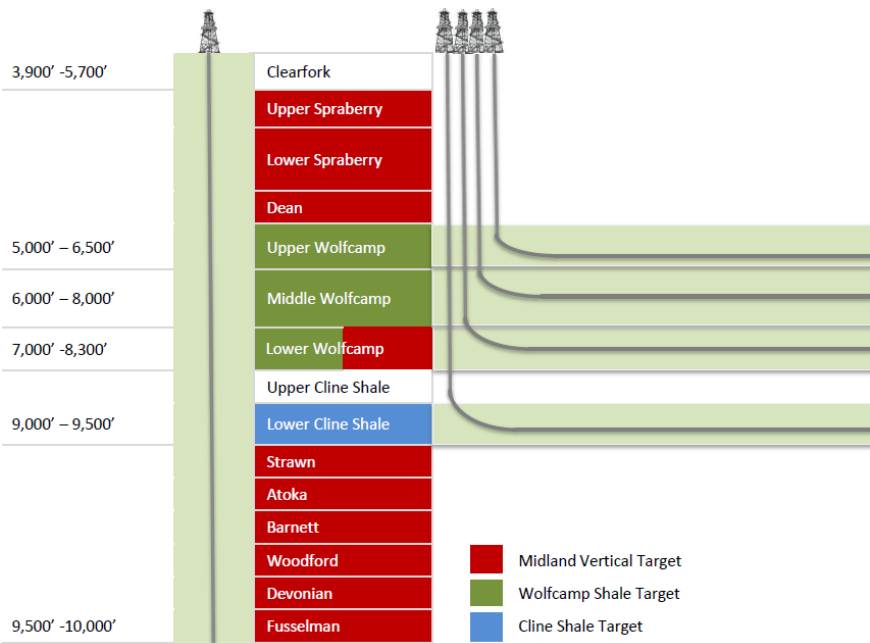 3,900’ -5,700’ Clearfork
Upper Spraberry
Lower Spraberry
Dean
5,000’ – 6,500’ Upper Wolfcamp
6,000’ – 8,000’ Middle Wolfcamp
7,000’ -8,300’ Lower Wolfcamp
Upper Cline Shale
9,000’ – 9,500’ Lower Cline Shale
Strawn
Atoka
Barnett
Woodford
Devonian
9,500’ -10,000’ Fusselman
Midland Vertical Target
Wolfcamp Shale Target
Cline Shale Target